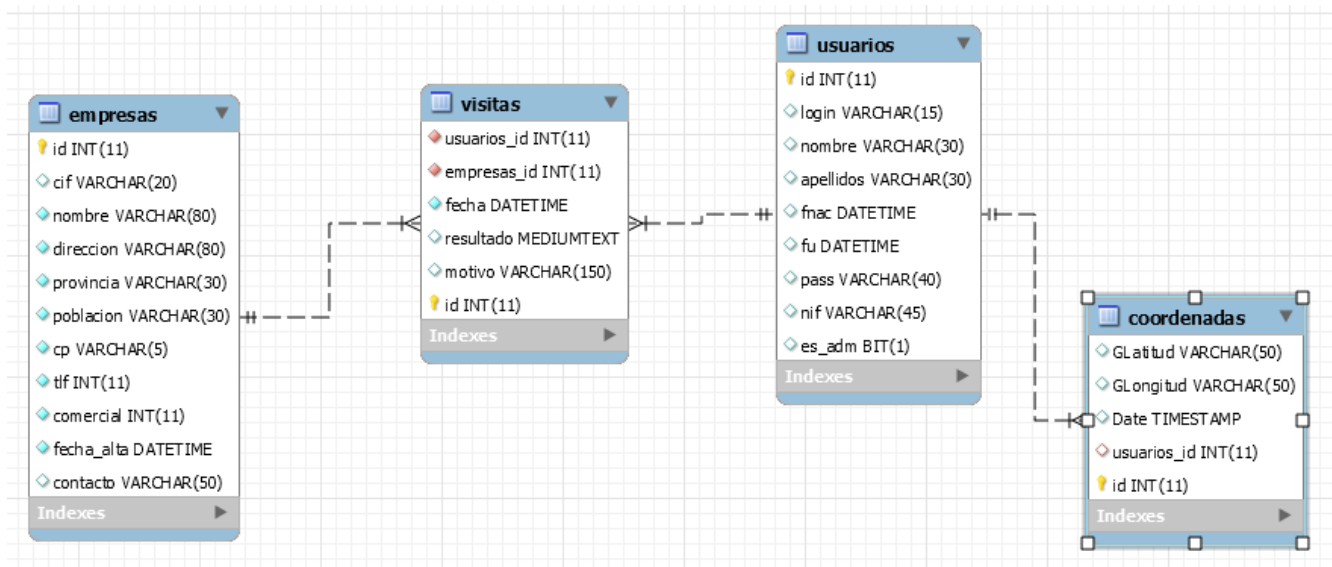 empresas
id INT(11)
cif VARCHAR(20)
nombre VARCHAR(80)
direccion VARCHAR(80)
provincia VARCHAR(30)
poblacion VARCHAR(30)
cp VARCHAR(5)
tlf INT(11)
comercial INT(11)
fecha_alta DATETIME
contacto VARCHAR(50)
Indexes
visitas
usuarios_id INT(11)
empresas_id INT(11)
fecha DATETIME
resultado MEDIUMTEXT
motivo VARCHAR(150)
id INT(11)
Indexes
usuarios
id INT(11)
login VARCHAR(15)
nombre VARCHAR(30)
apellidos VARCHAR(30)
fnac DATETIME
fu DATETIME
pass VARCHAR(40)
nif VARCHAR(45)
es_adm BIT(1)
Indexes
coordenadas
GLatitud VARCHAR(50)
GLongitud VARCHAR(50)
Date TIMESTAMP
usuarios_id INT(11)
id INT(11)
Indexes